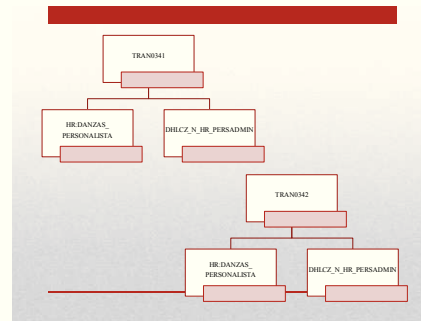 TRAN0341
HR:DANZAS_
PERSONALISTA
DHLCZ_N_HR_PERSADMIN
TRAN0342
HR:DANZAS_
PERSONALISTA
DHLCZ_N_HR_PERSADMIN